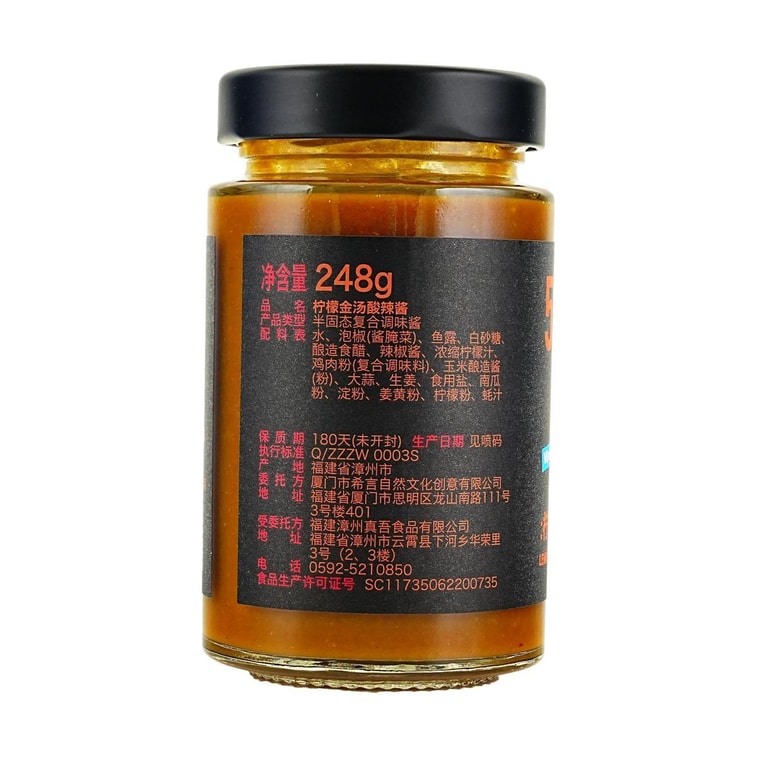 净含量 248g
品名 柠檬金汤酸辣酱
产品类型 半固态复合调味酱
配料表 水、泡椒(酱腌菜)、鱼露、白砂糖、
酿造食醋、辣椒酱、浓缩柠檬汁、
鸡肉粉(复合调味料)、玉米酿造酱
(粉)、大蒜、生姜、食用盐、南瓜
粉、淀粉、姜黄粉、柠檬粉、蚝汁
保质期 180天(未开封) 生产日期 见喷码
执行标准 Q/ZZZW 0003S
产地 福建省漳州市
委托方 厦门市希言自然文化创意有限公司
地址 福建省厦门市思明区龙山南路111号
3号楼401
受委托方 福建漳州真吾食品有限公司
地址 福建省漳州市云霄县下河乡华荣里
3号（2、3楼）
电话 0592-5210850
食品生产许可证号 SC11735062200735